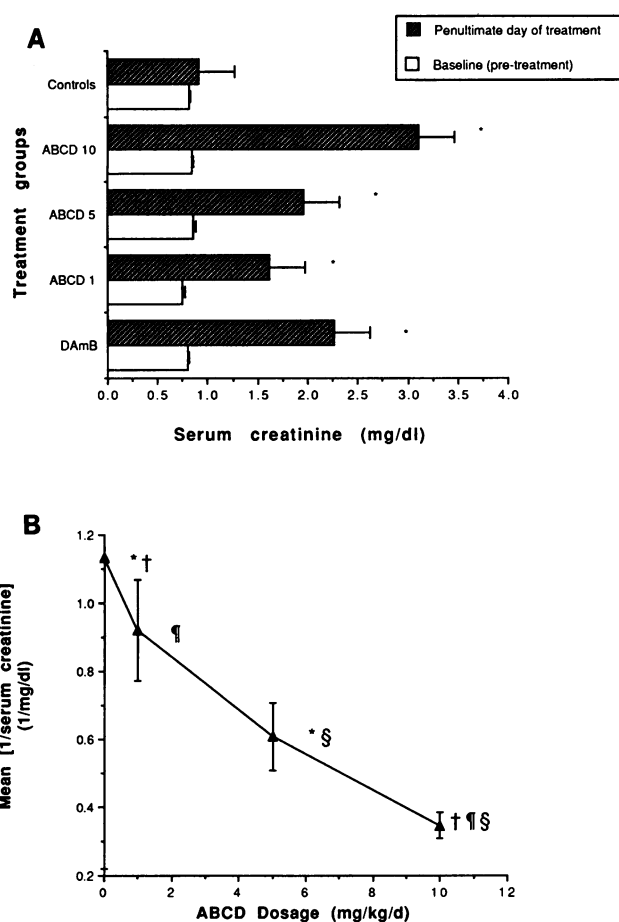 A
Penultimate day of treatment
Baseline (pre-treatment)
Treatment groups
Controls
ABCD 10
*
ABCD 5
*
ABCD 1
*
DAmB
*
0.0 0.5 1.0 1.5 2.0 2.5 3.0 3.5 4.0
Serum creatinine (mg/dl)
B
Mean [1/serum creatinine]
(1/mg/dl)
1.2
* †
1.0
¶
0.8
0.6
* §
0.4
† ¶ §
0.2
0 2 4 6 8 10 12
ABCD Dosage (mg/kg/d)